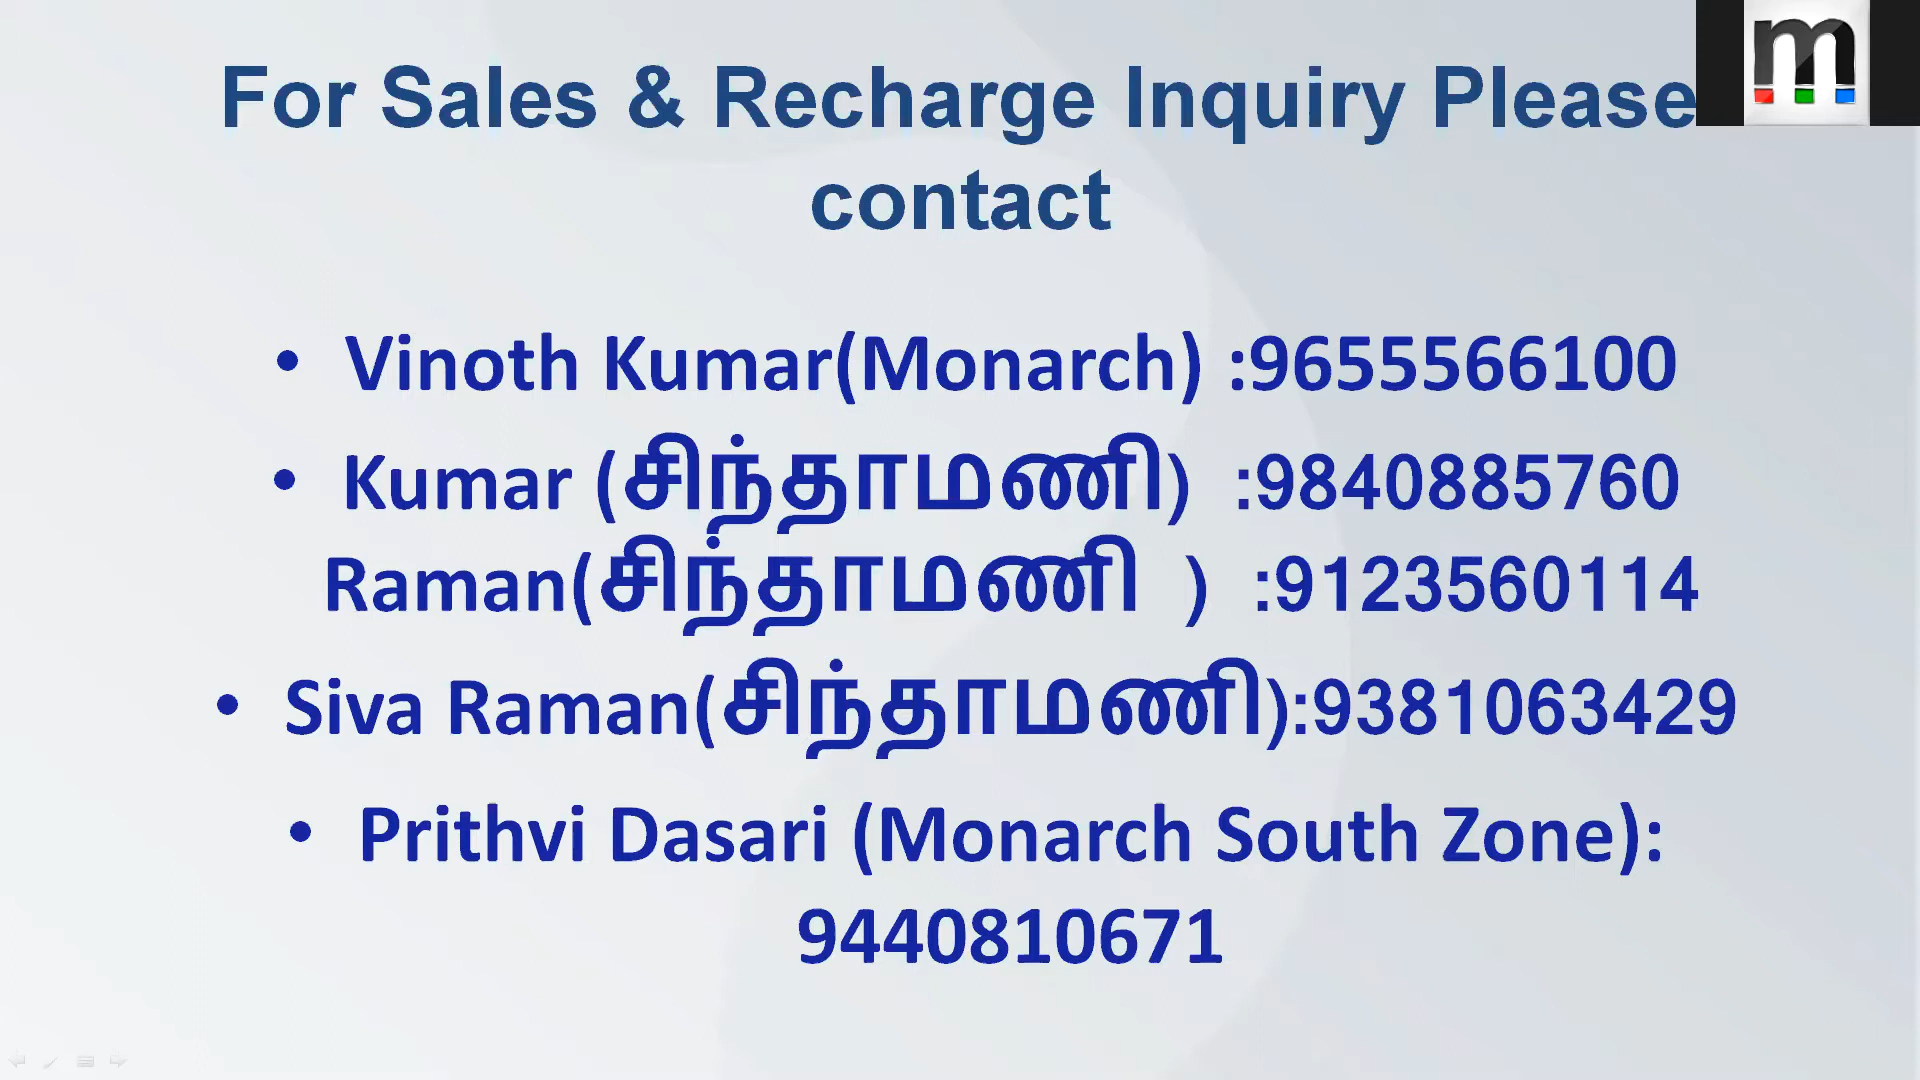 For Sales & Recharge Inquiry Please
contact
m
• Vinoth Kumar(Monarch) :9655566100
• Kumar (சிந்தாமணி) :9840885760
Raman(சிந்தாமணி ) :9123560114
• Siva Raman(சிந்தாமணி):9381063429
• Prithvi Dasari (Monarch South Zone):
9440810671